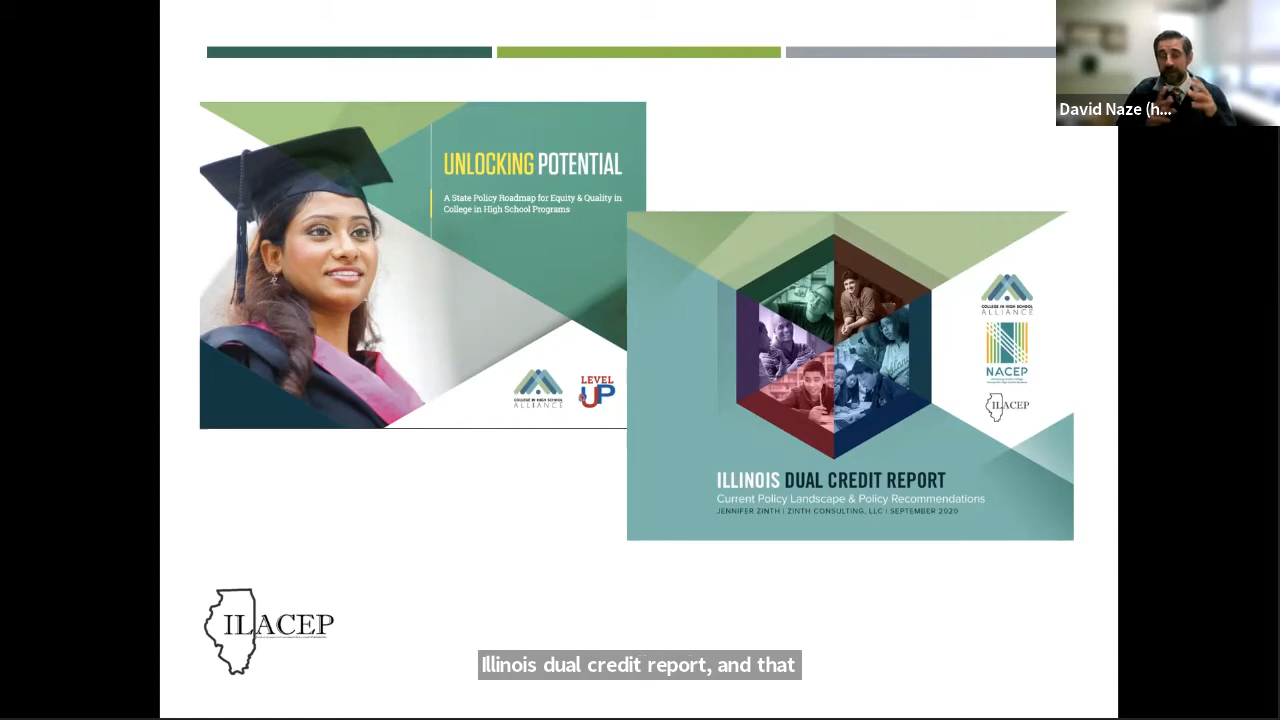 David Naze (h...
UNLOCKING POTENTIAL
A State Policy Roadmap for Equity & Quality in
College in High School Programs
COLLEGE IN HIGH SCHOOL
ALLIANCE
LEVEL
UP
COLLEGE IN HIGH SCHOOL
ALLIANCE
NACEP
ILACEP
ILLINOIS DUAL CREDIT REPORT
Current Policy Landscape & Policy Recommendations
JENNIFER ZINTH | ZINTH CONSULTING, LLC | SEPTEMBER 2020
ILACEP
Illinois dual credit report, and that